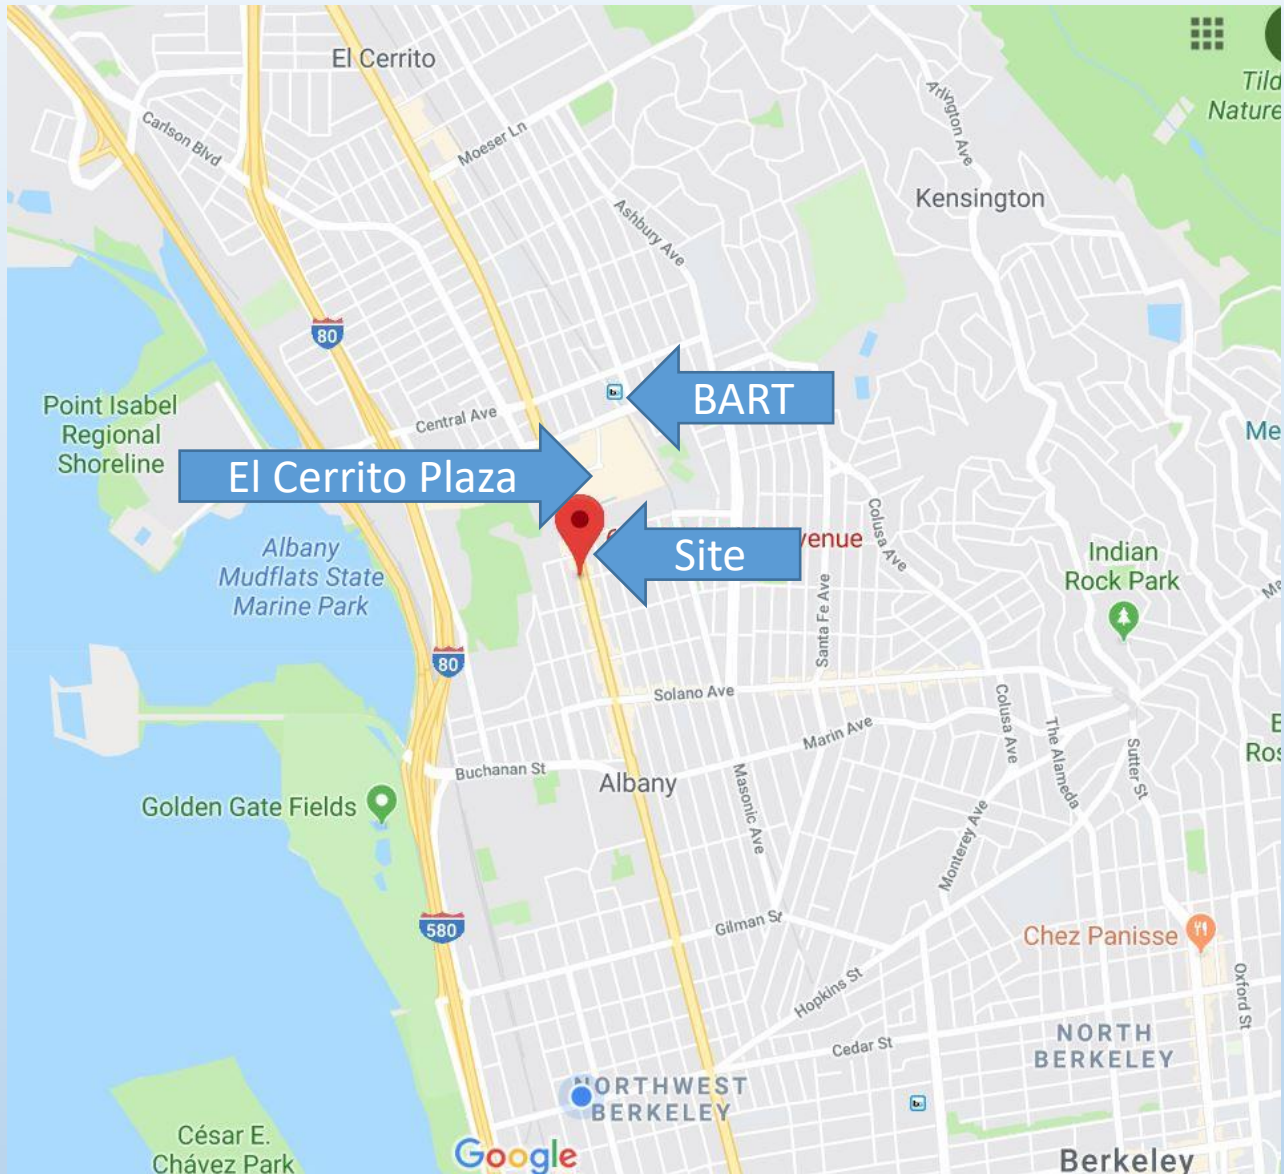 El Cerrito
Carlson Blvd
Moeser Ln
Arlington Ave
Kensington
Ashbury Ave
80
Point Isabel
Regional
Shoreline
Central Ave
BART
El Cerrito Plaza
Site
venue
Colusa Ave
Albany
Mudflats State
Marine Park
Indian
Rock Park
Santa Fe Ave
80
Solano Ave
Marin Ave
Colusa Ave
The Alameda
Sutter St
Buchanan St
Albany
Masonic Ave
Golden Gate Fields
Monterey Ave
580
Gilman St
Chez Panisse
Hopkins St
Oxford St
Cedar St
NORTH
BERKELEY
NORTHWEST
BERKELEY
César E.
Chávez Park
Google
Berkeley